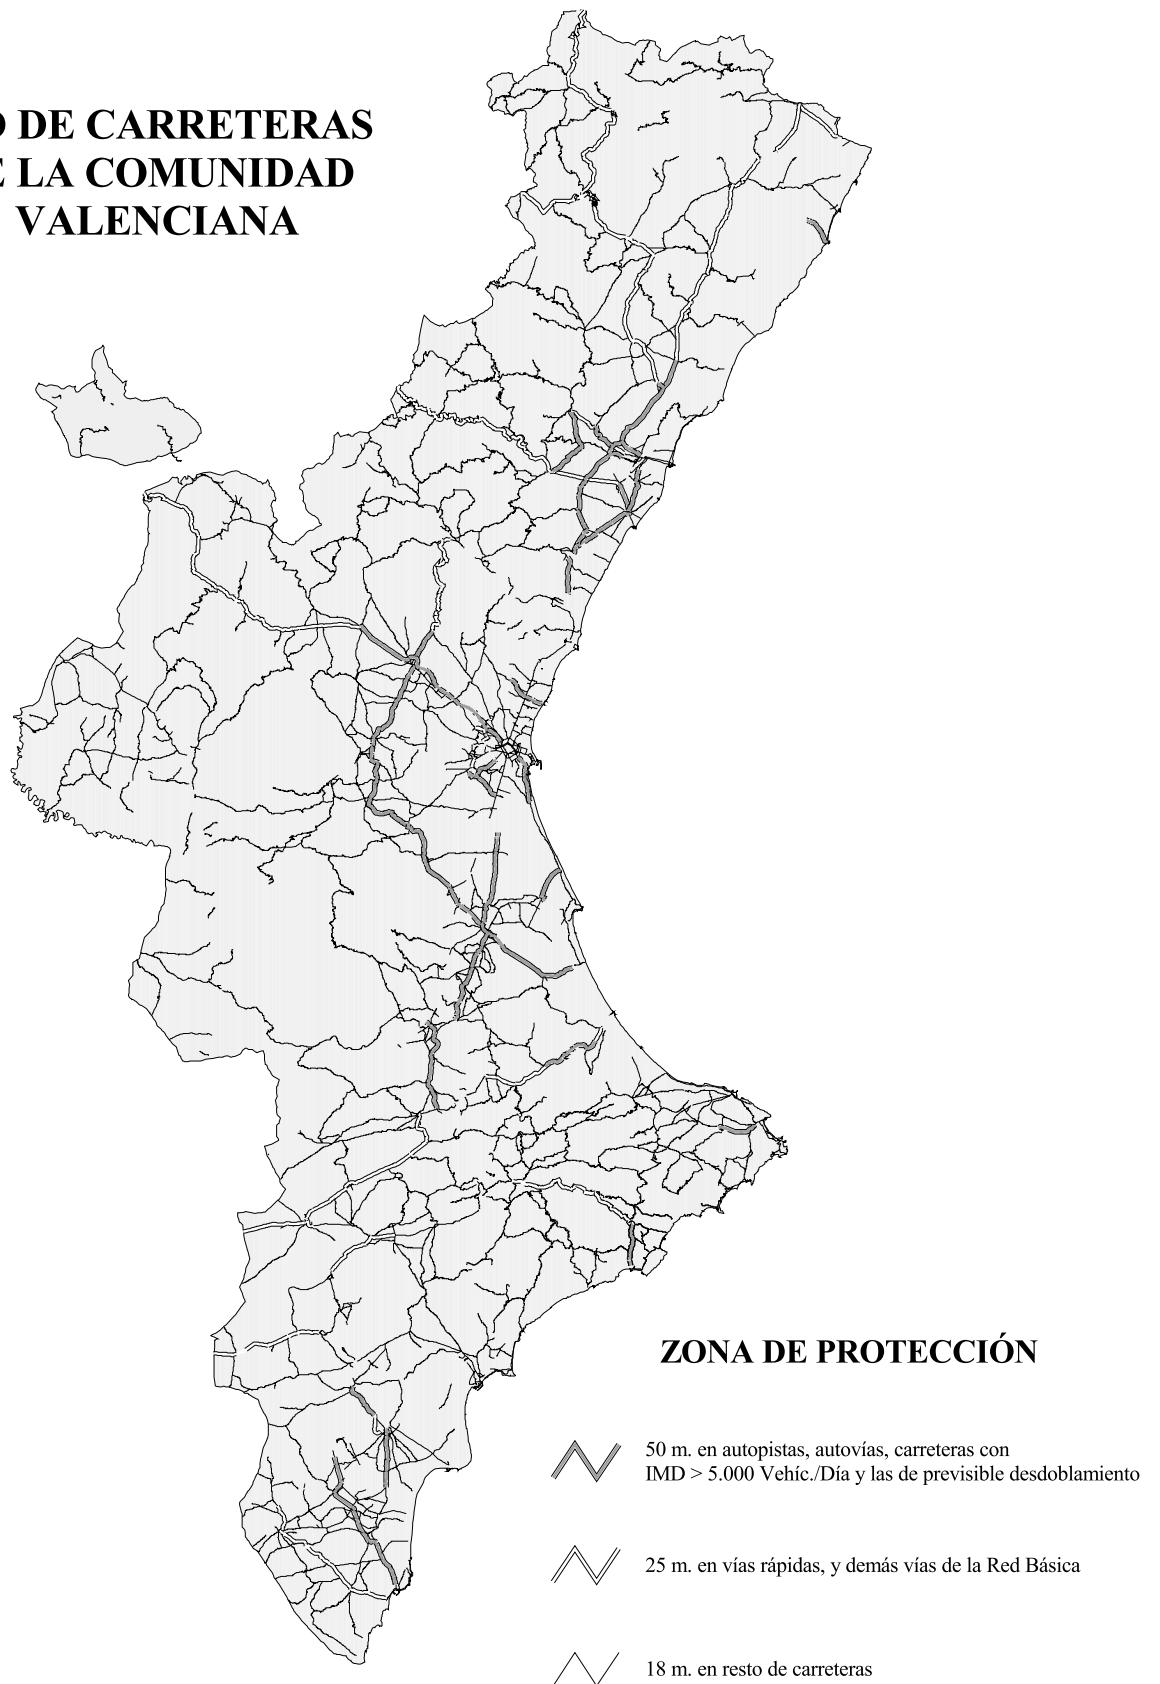 DE CARRETERAS
LA COMUNIDAD
VALENCIANA
ZONA DE PROTECCIÓN
50 m. en autopistas, autovías, carreteras con
IMD > 5.000 Vehíc./Día y las de previsible desdoblamiento
25 m. en vías rápidas, y demás vías de la Red Básica
18 m. en resto de carreteras